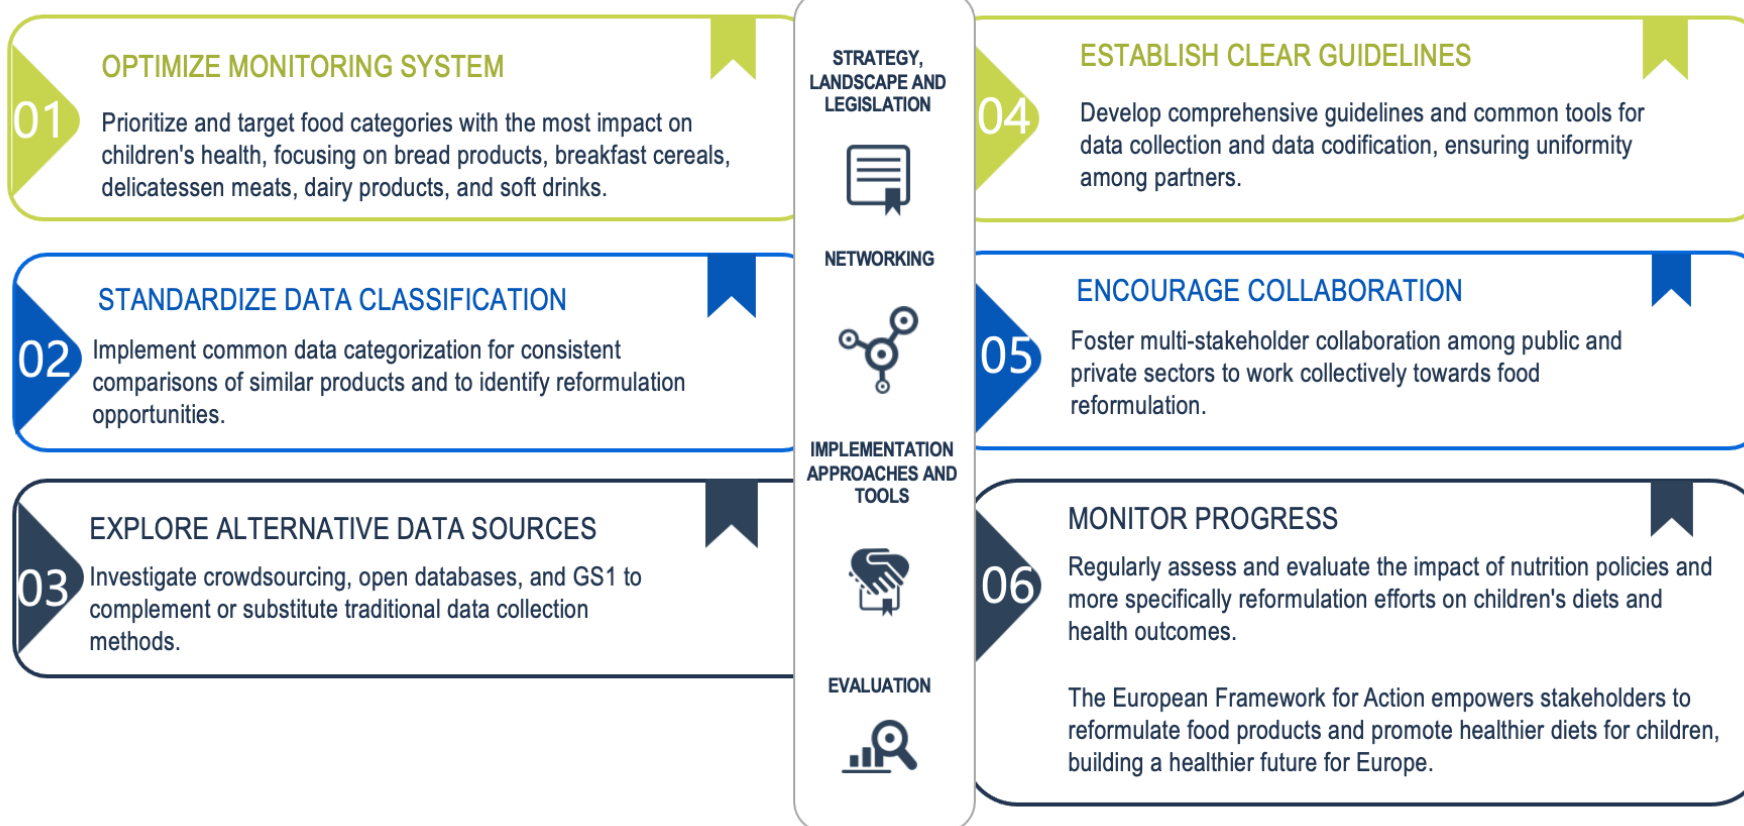 01
OPTIMIZE MONITORING SYSTEM
Prioritize and target food categories with the most impact on
children's health, focusing on bread products, breakfast cereals,
delicatessen meats, dairy products, and soft drinks.
02
STANDARDIZE DATA CLASSIFICATION
Implement common data categorization for consistent
comparisons of similar products and to identify reformulation
opportunities.
03
EXPLORE ALTERNATIVE DATA SOURCES
Investigate crowdsourcing, open databases, and GS1 to
complement or substitute traditional data collection
methods.
STRATEGY,
LANDSCAPE AND
LEGISLATION
NETWORKING
IMPLEMENTATION
APPROACHES AND
TOOLS
EVALUATION
04
ESTABLISH CLEAR GUIDELINES
Develop comprehensive guidelines and common tools for
data collection and data codification, ensuring uniformity
among partners.
05
ENCOURAGE COLLABORATION
Foster multi-stakeholder collaboration among public and
private sectors to work collectively towards food
reformulation.
06
MONITOR PROGRESS
Regularly assess and evaluate the impact of nutrition policies and
more specifically reformulation efforts on children's diets and
health outcomes.
The European Framework for Action empowers stakeholders to
reformulate food products and promote healthier diets for children,
building a healthier future for Europe.